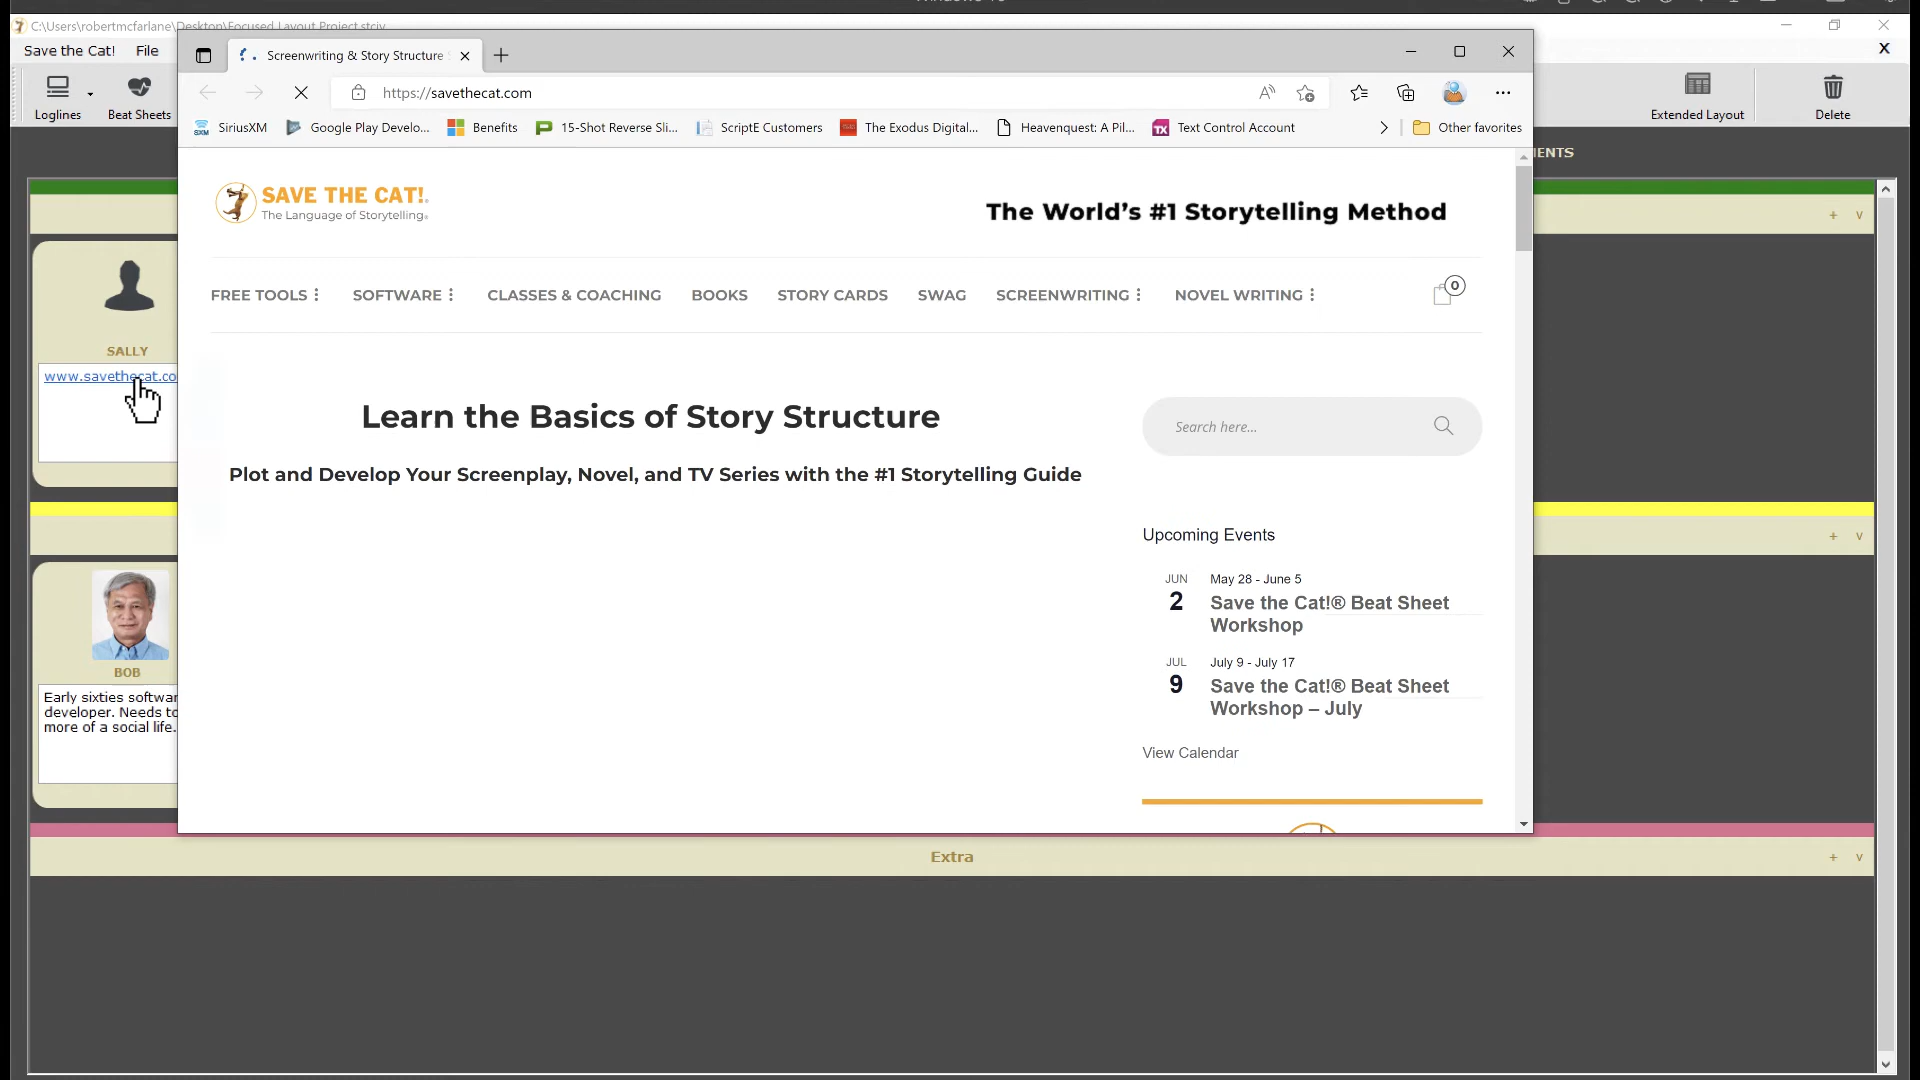 C:\Users\robertmcfarlane\Desktop\Focused Layout Project.stciv
Save the Cat! File
Loglines
Beat Sheets
Extended Layout
Delete
Screenwriting & Story Structure
https://savethecat.com
SiriusXM
Google Play Develo...
Benefits
15-Shot Reverse Sli...
ScriptE Customers
The Exodus Digital...
Heavenquest: A Pil...
Text Control Account
Other favorites
SAVE THE CAT!®
The Language of Storytelling®
The World's #1 Storytelling Method
FREE TOOLS
SOFTWARE
CLASSES & COACHING
BOOKS
STORY CARDS
SWAG
SCREENWRITING
NOVEL WRITING
0
Learn the Basics of Story Structure
Plot and Develop Your Screenplay, Novel, and TV Series with the #1 Storytelling Guide
Search here...
Upcoming Events
JUN
2
May 28 - June 5
Save the Cat!® Beat Sheet
Workshop
JUL
9
July 9 - July 17
Save the Cat!® Beat Sheet
Workshop – July
View Calendar
SALLY
www.savethecat.co
BOB
Early sixties softwar
developer. Needs to
more of a social life.
Extra